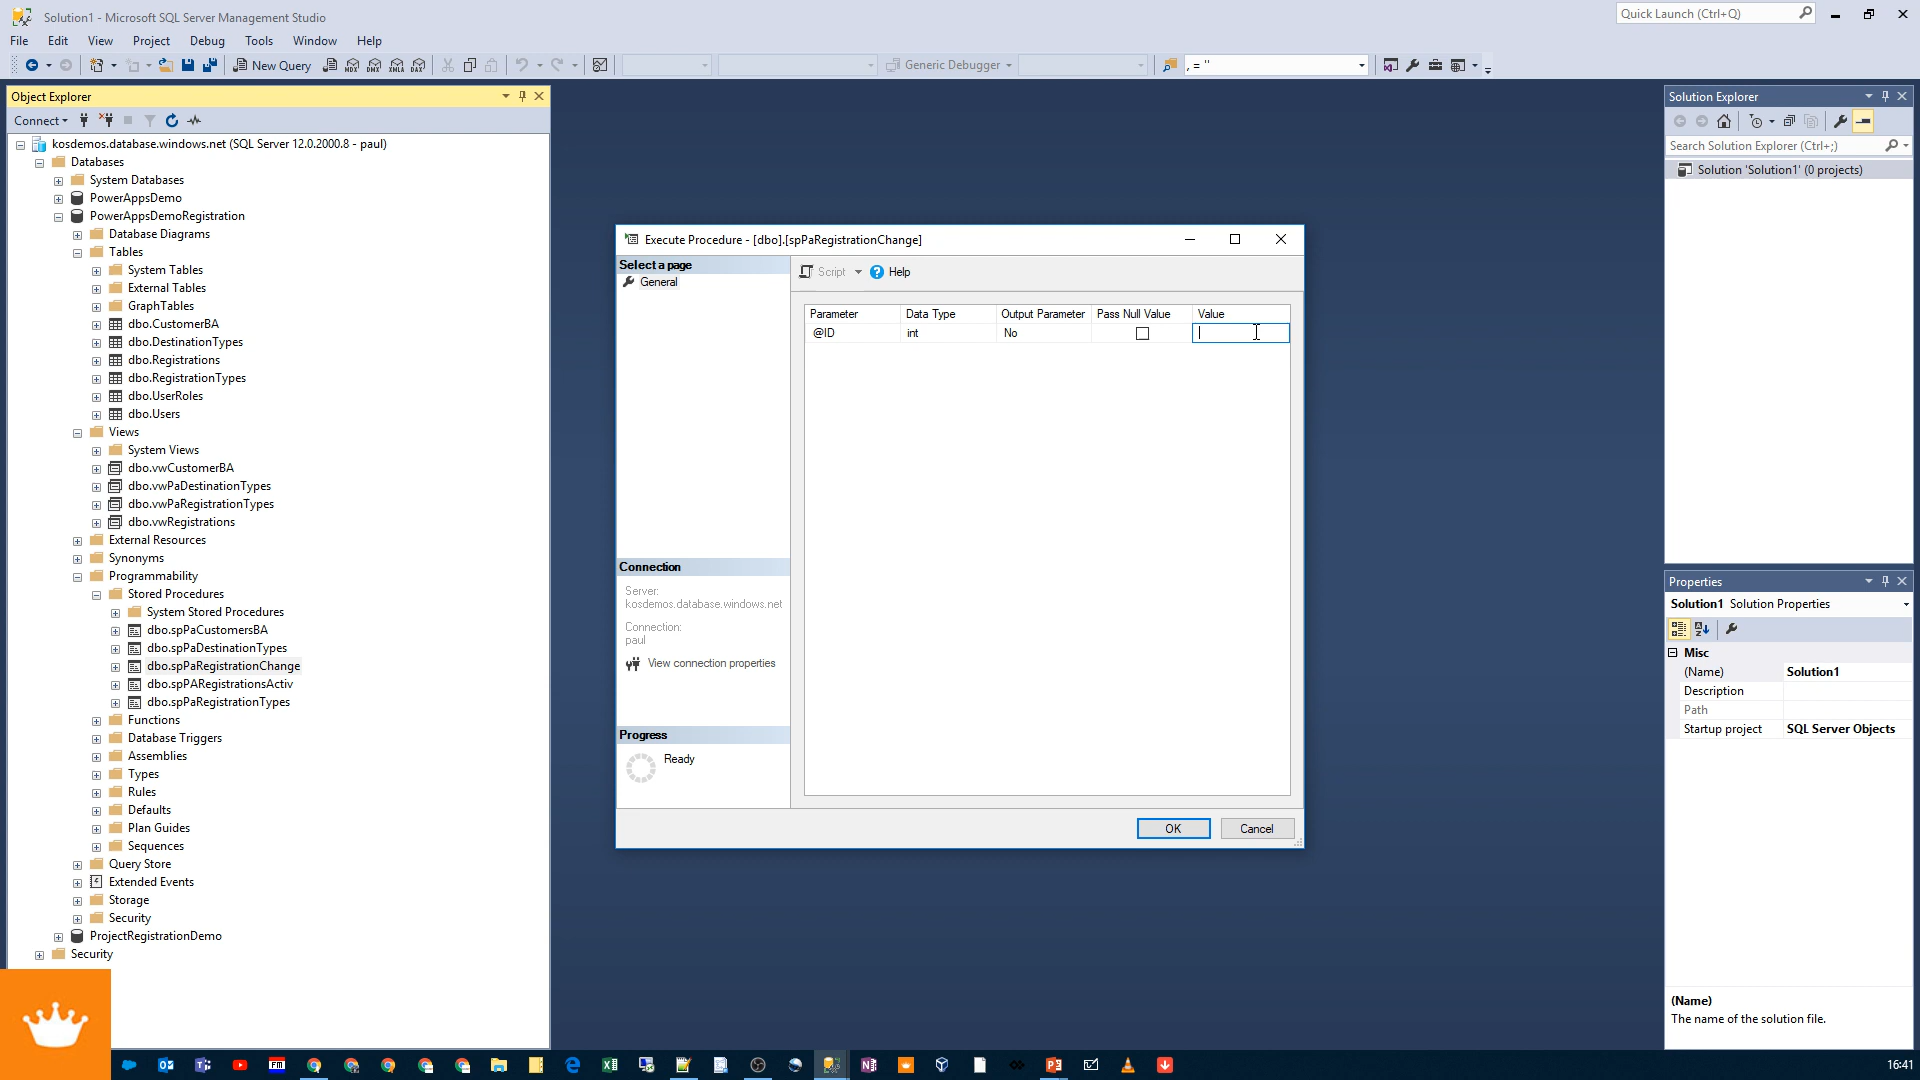 Solution1 - Microsoft SQL Server Management Studio
Quick Launch (Ctrl+Q)
File Edit View Project Debug Tools Window Help
New Query
MDX
DMX
XMLA
DAX
Generic Debugger
, = ''
Object Explorer
Connect
kosdemos.database.windows.net (SQL Server 12.0.2000.8 - paul)
Databases
System Databases
PowerAppsDemo
PowerAppsDemoRegistration
Database Diagrams
Tables
System Tables
External Tables
GraphTables
dbo.CustomerBA
dbo.DestinationTypes
dbo.Registrations
dbo.RegistrationTypes
dbo.UserRoles
dbo.Users
Views
System Views
dbo.vwCustomerBA
dbo.vwPaDestinationTypes
dbo.vwPaRegistrationTypes
dbo.vwRegistrations
External Resources
Synonyms
Programmability
Stored Procedures
System Stored Procedures
dbo.spPaCustomersBA
dbo.spPaDestinationTypes
dbo.spPaRegistrationChange
dbo.spPARegistrationsActiv
dbo.spPaRegistrationTypes
Functions
Database Triggers
Assemblies
Types
Rules
Defaults
Plan Guides
Sequences
Query Store
Extended Events
Storage
Security
ProjectRegistrationDemo
Security
Execute Procedure - [dbo].[spPaRegistrationChange]
Select a page
General
Script
Help
Parameter Data Type Output Parameter Pass Null Value Value
@ID int No
Connection
Server:
kosdemos.database.windows.net
Connection:
paul
View connection properties
Progress
Ready
OK Cancel
Solution Explorer
Search Solution Explorer (Ctrl+;)
Solution 'Solution1' (0 projects)
Properties
Solution1 Solution Properties
Misc
(Name) Solution1
Description
Path
Startup project SQL Server Objects
(Name)
The name of the solution file.
FM
16:41